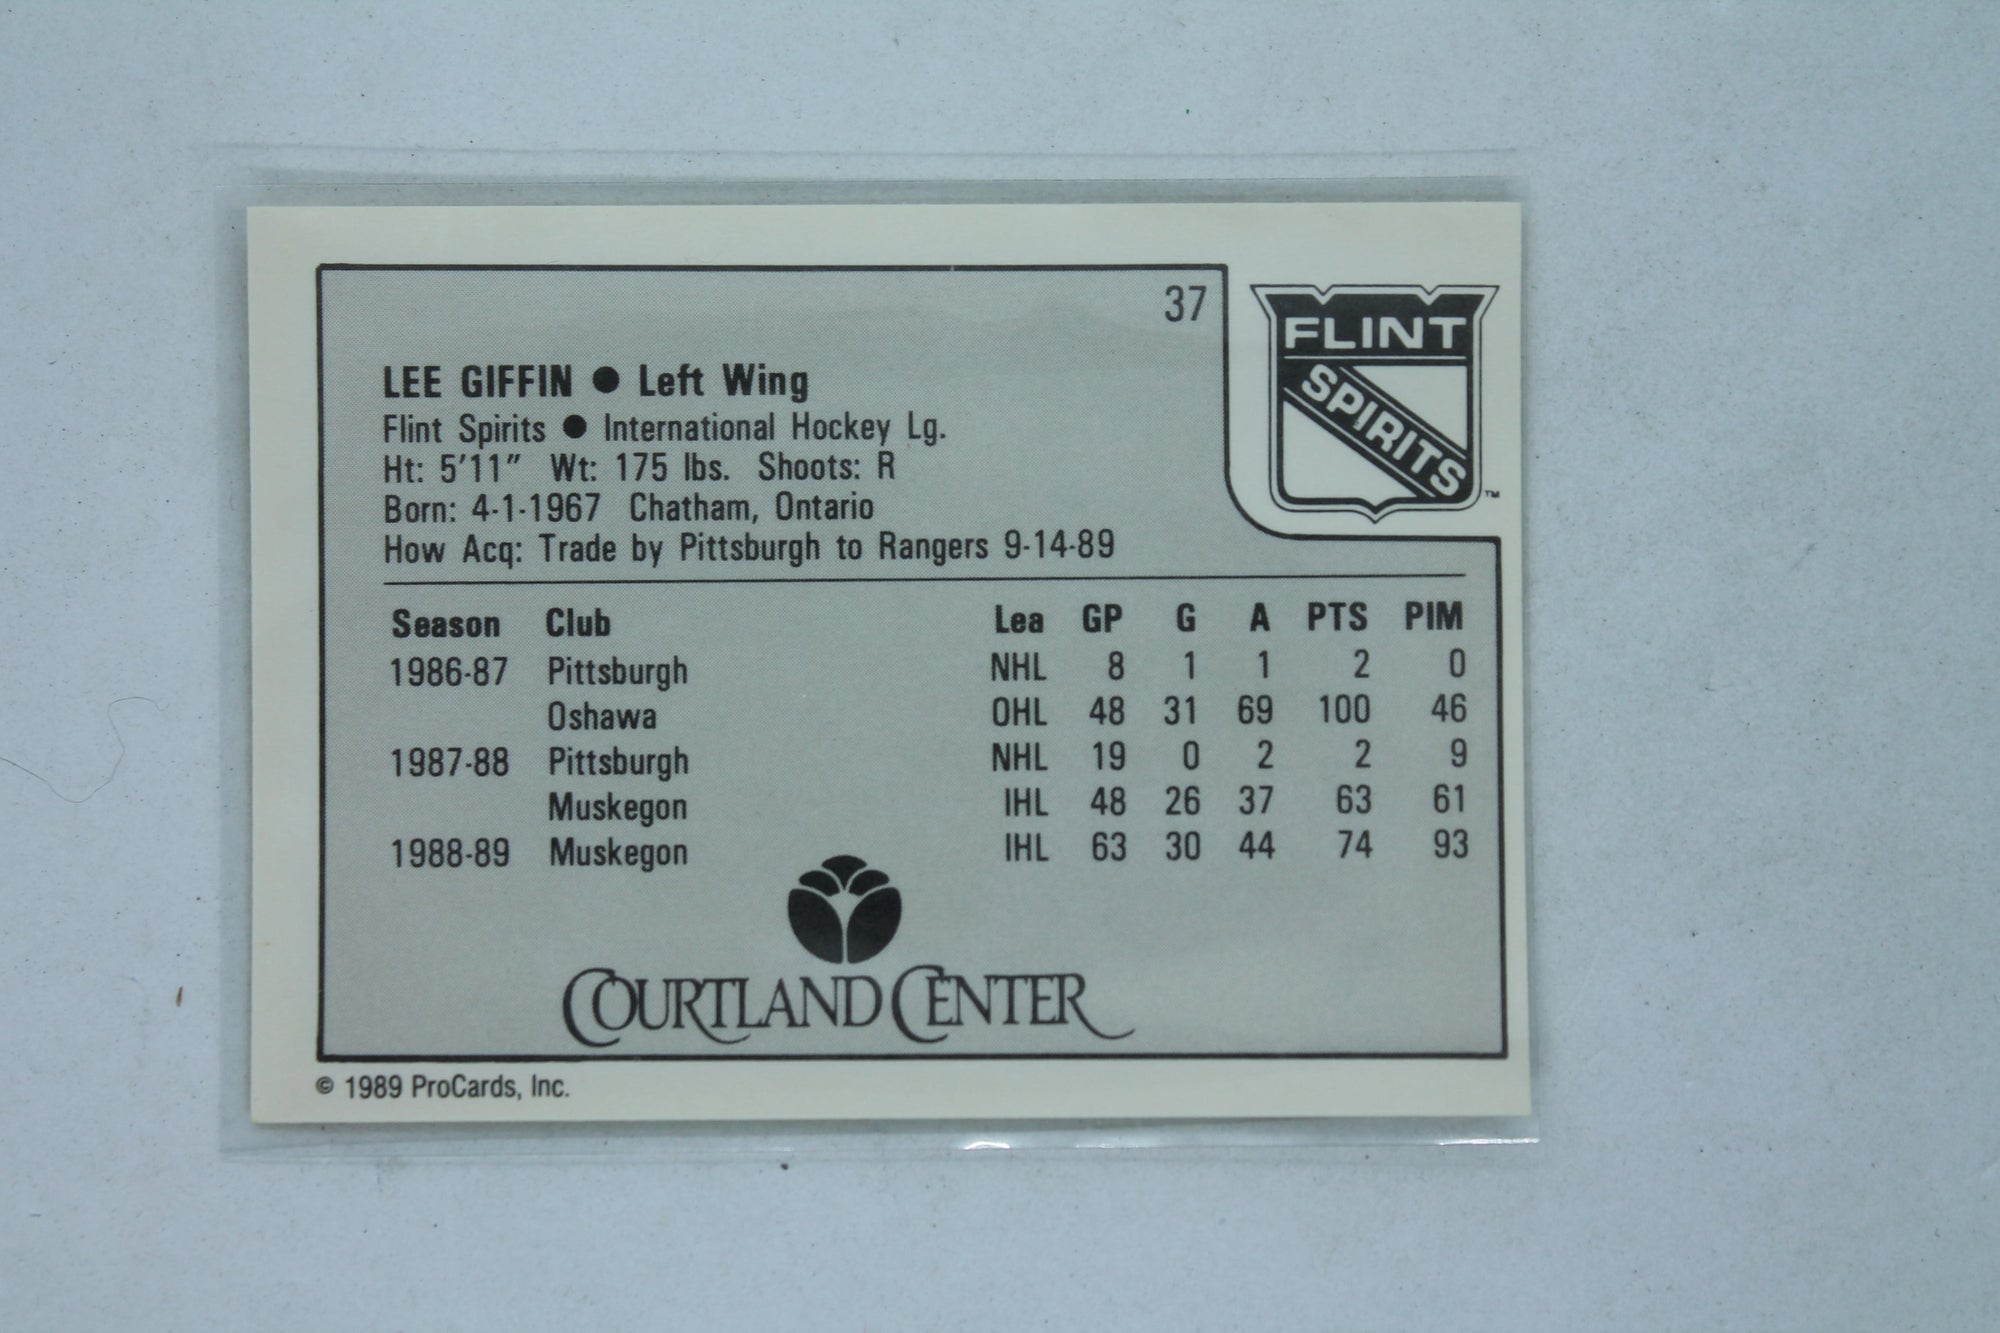 37
FLINT
SPIRITS
TM
LEE GIFFIN ● Left Wing
Flint Spirits ● International Hockey Lg.
Ht: 5'11" Wt: 175 lbs. Shoots: R
Born: 4-1-1967 Chatham, Ontario
How Acq: Trade by Pittsburgh to Rangers 9-14-89
Season Club Lea GP G A PTS PIM
1986-87 Pittsburgh NHL 8 1 1 2 0
Oshawa OHL 48 31 69 100 46
1987-88 Pittsburgh NHL 19 0 2 2 9
Muskegon IHL 48 26 37 63 61
1988-89 Muskegon IHL 63 30 44 74 93
COURTLAND CENTER
© 1989 ProCards, Inc.